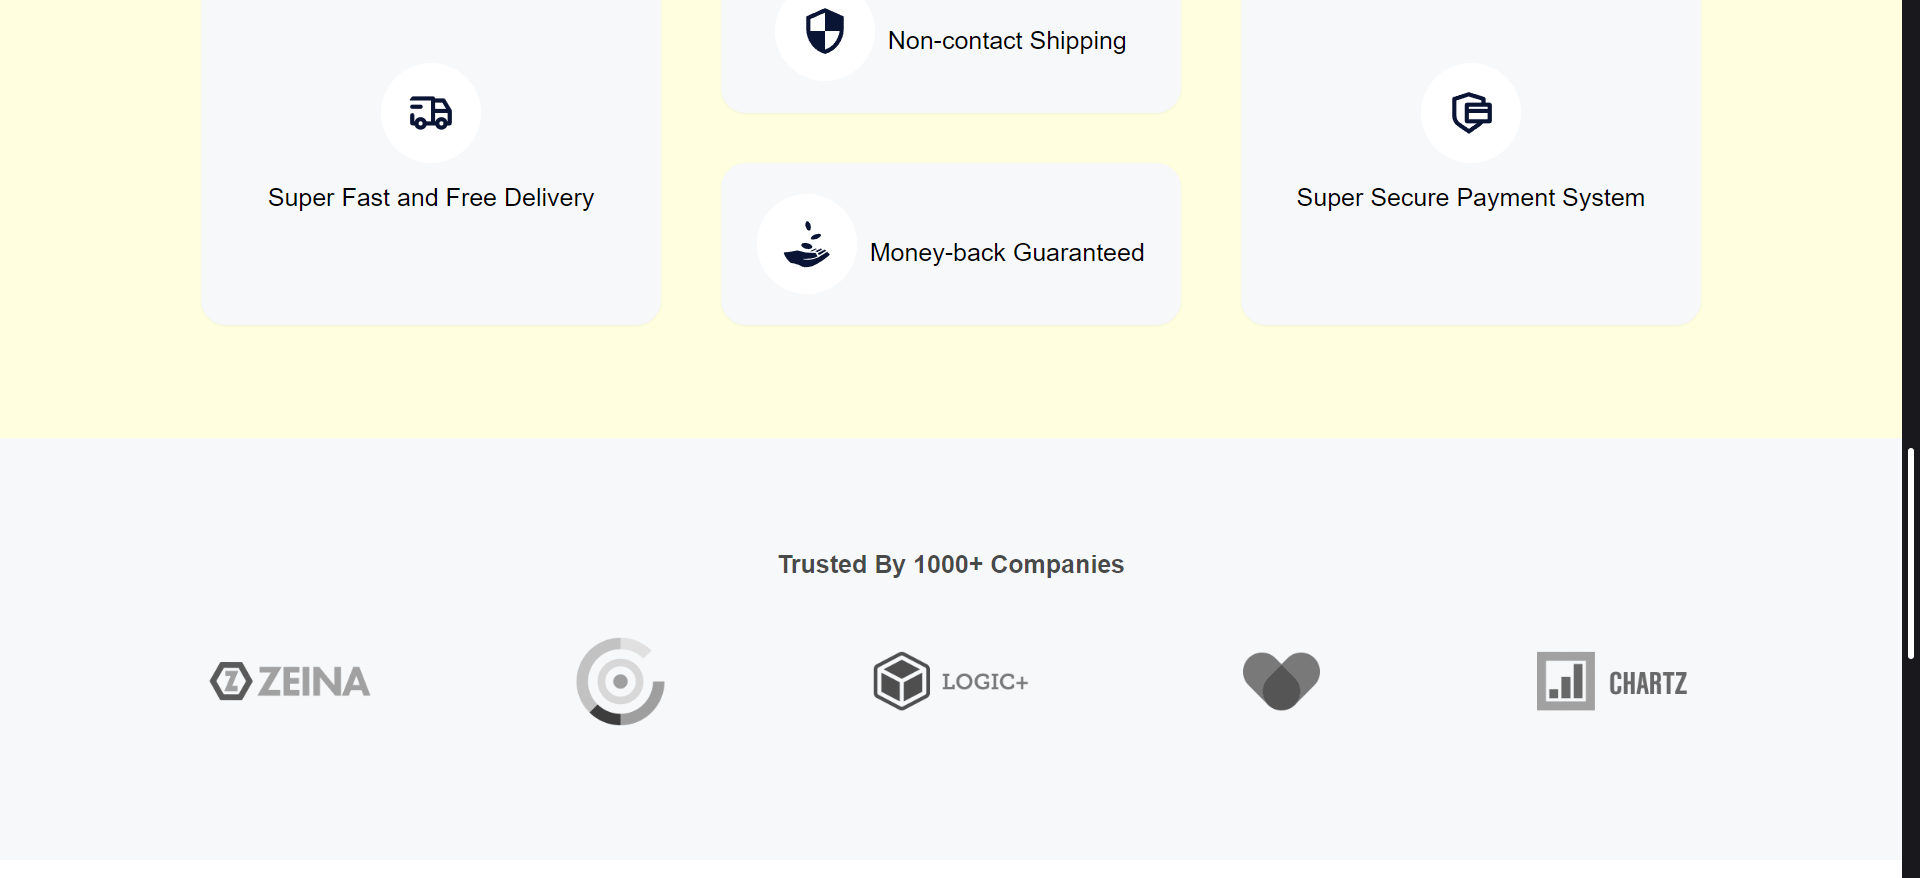 Non-contact Shipping
Super Fast and Free Delivery
Super Secure Payment System
Money-back Guaranteed
Trusted By 1000+ Companies
Z ZEINA
LOGIC+
CHARTZ